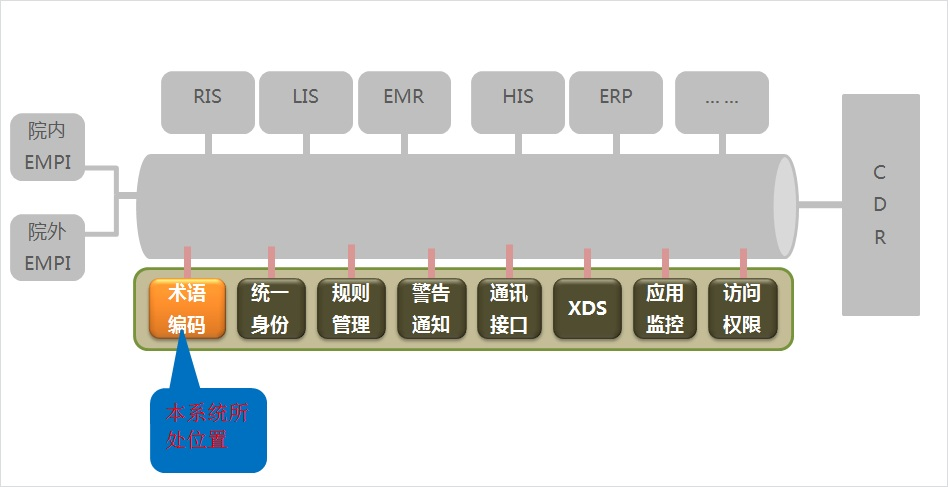 RIS
LIS
EMR
HIS
ERP
... ...
院内
EMPI
院外
EMPI
C
D
R
术语
编码
统一
身份
规则
管理
警告
通知
通讯
接口
XDS
应用
监控
访问
权限
本系统所
处位置